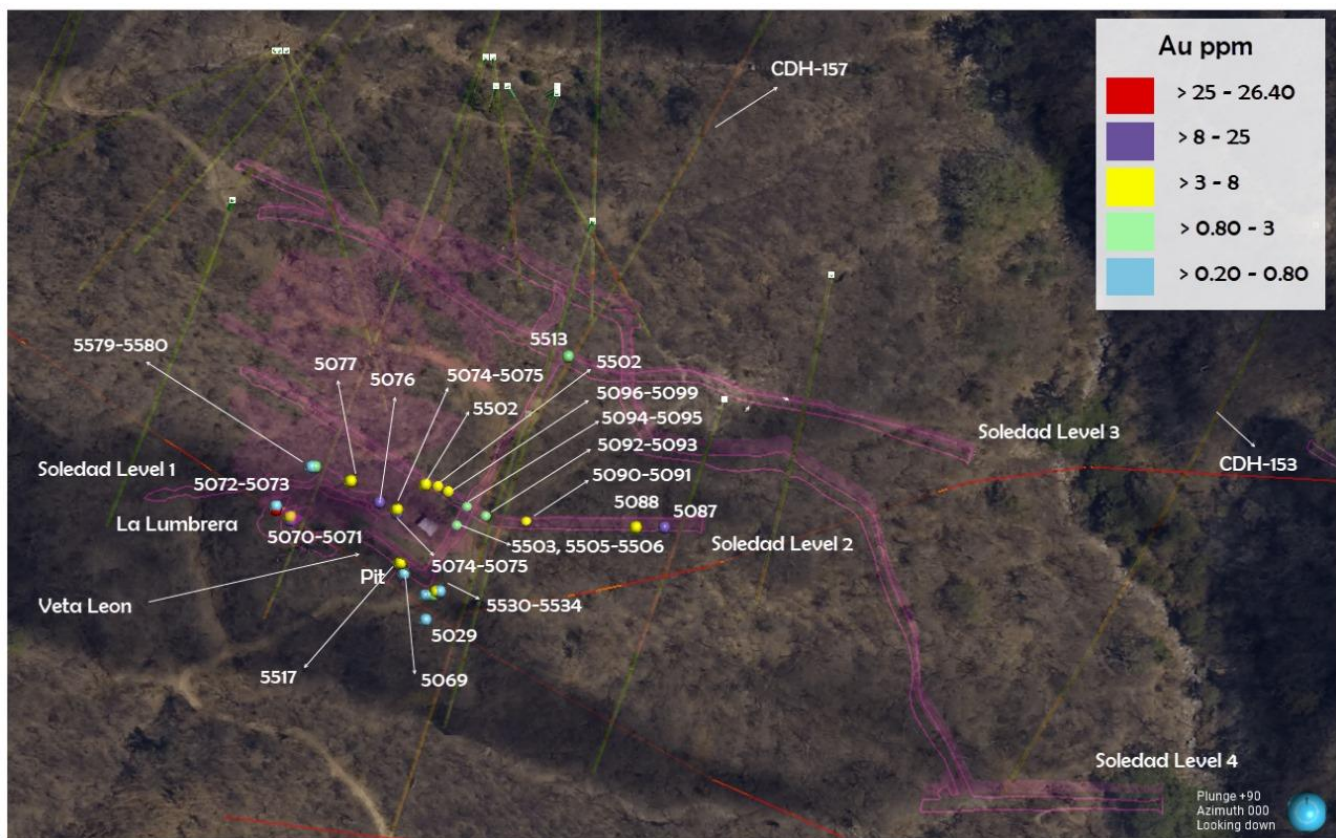 Au ppm
> 25 - 26.40
> 8 - 25
> 3 - 8
> 0.80 - 3
> 0.20 - 0.80
CDH-157
5579-5580
5077
5076
5074-5075
5502
5513
5502
5096-5099
5094-5095
5092-5093
5090-5091
5088
5087
Soledad Level 3
CDH-153
Soledad Level 1
5072-5073
La Lumbrera
5070-5071
Soledad Level 2
5503, 5505-5506
5074-5075
Pit
Veta Leon
5530-5534
5029
5517
5069
Soledad Level 4
Plunge +90
Azimuth 000
Looking down